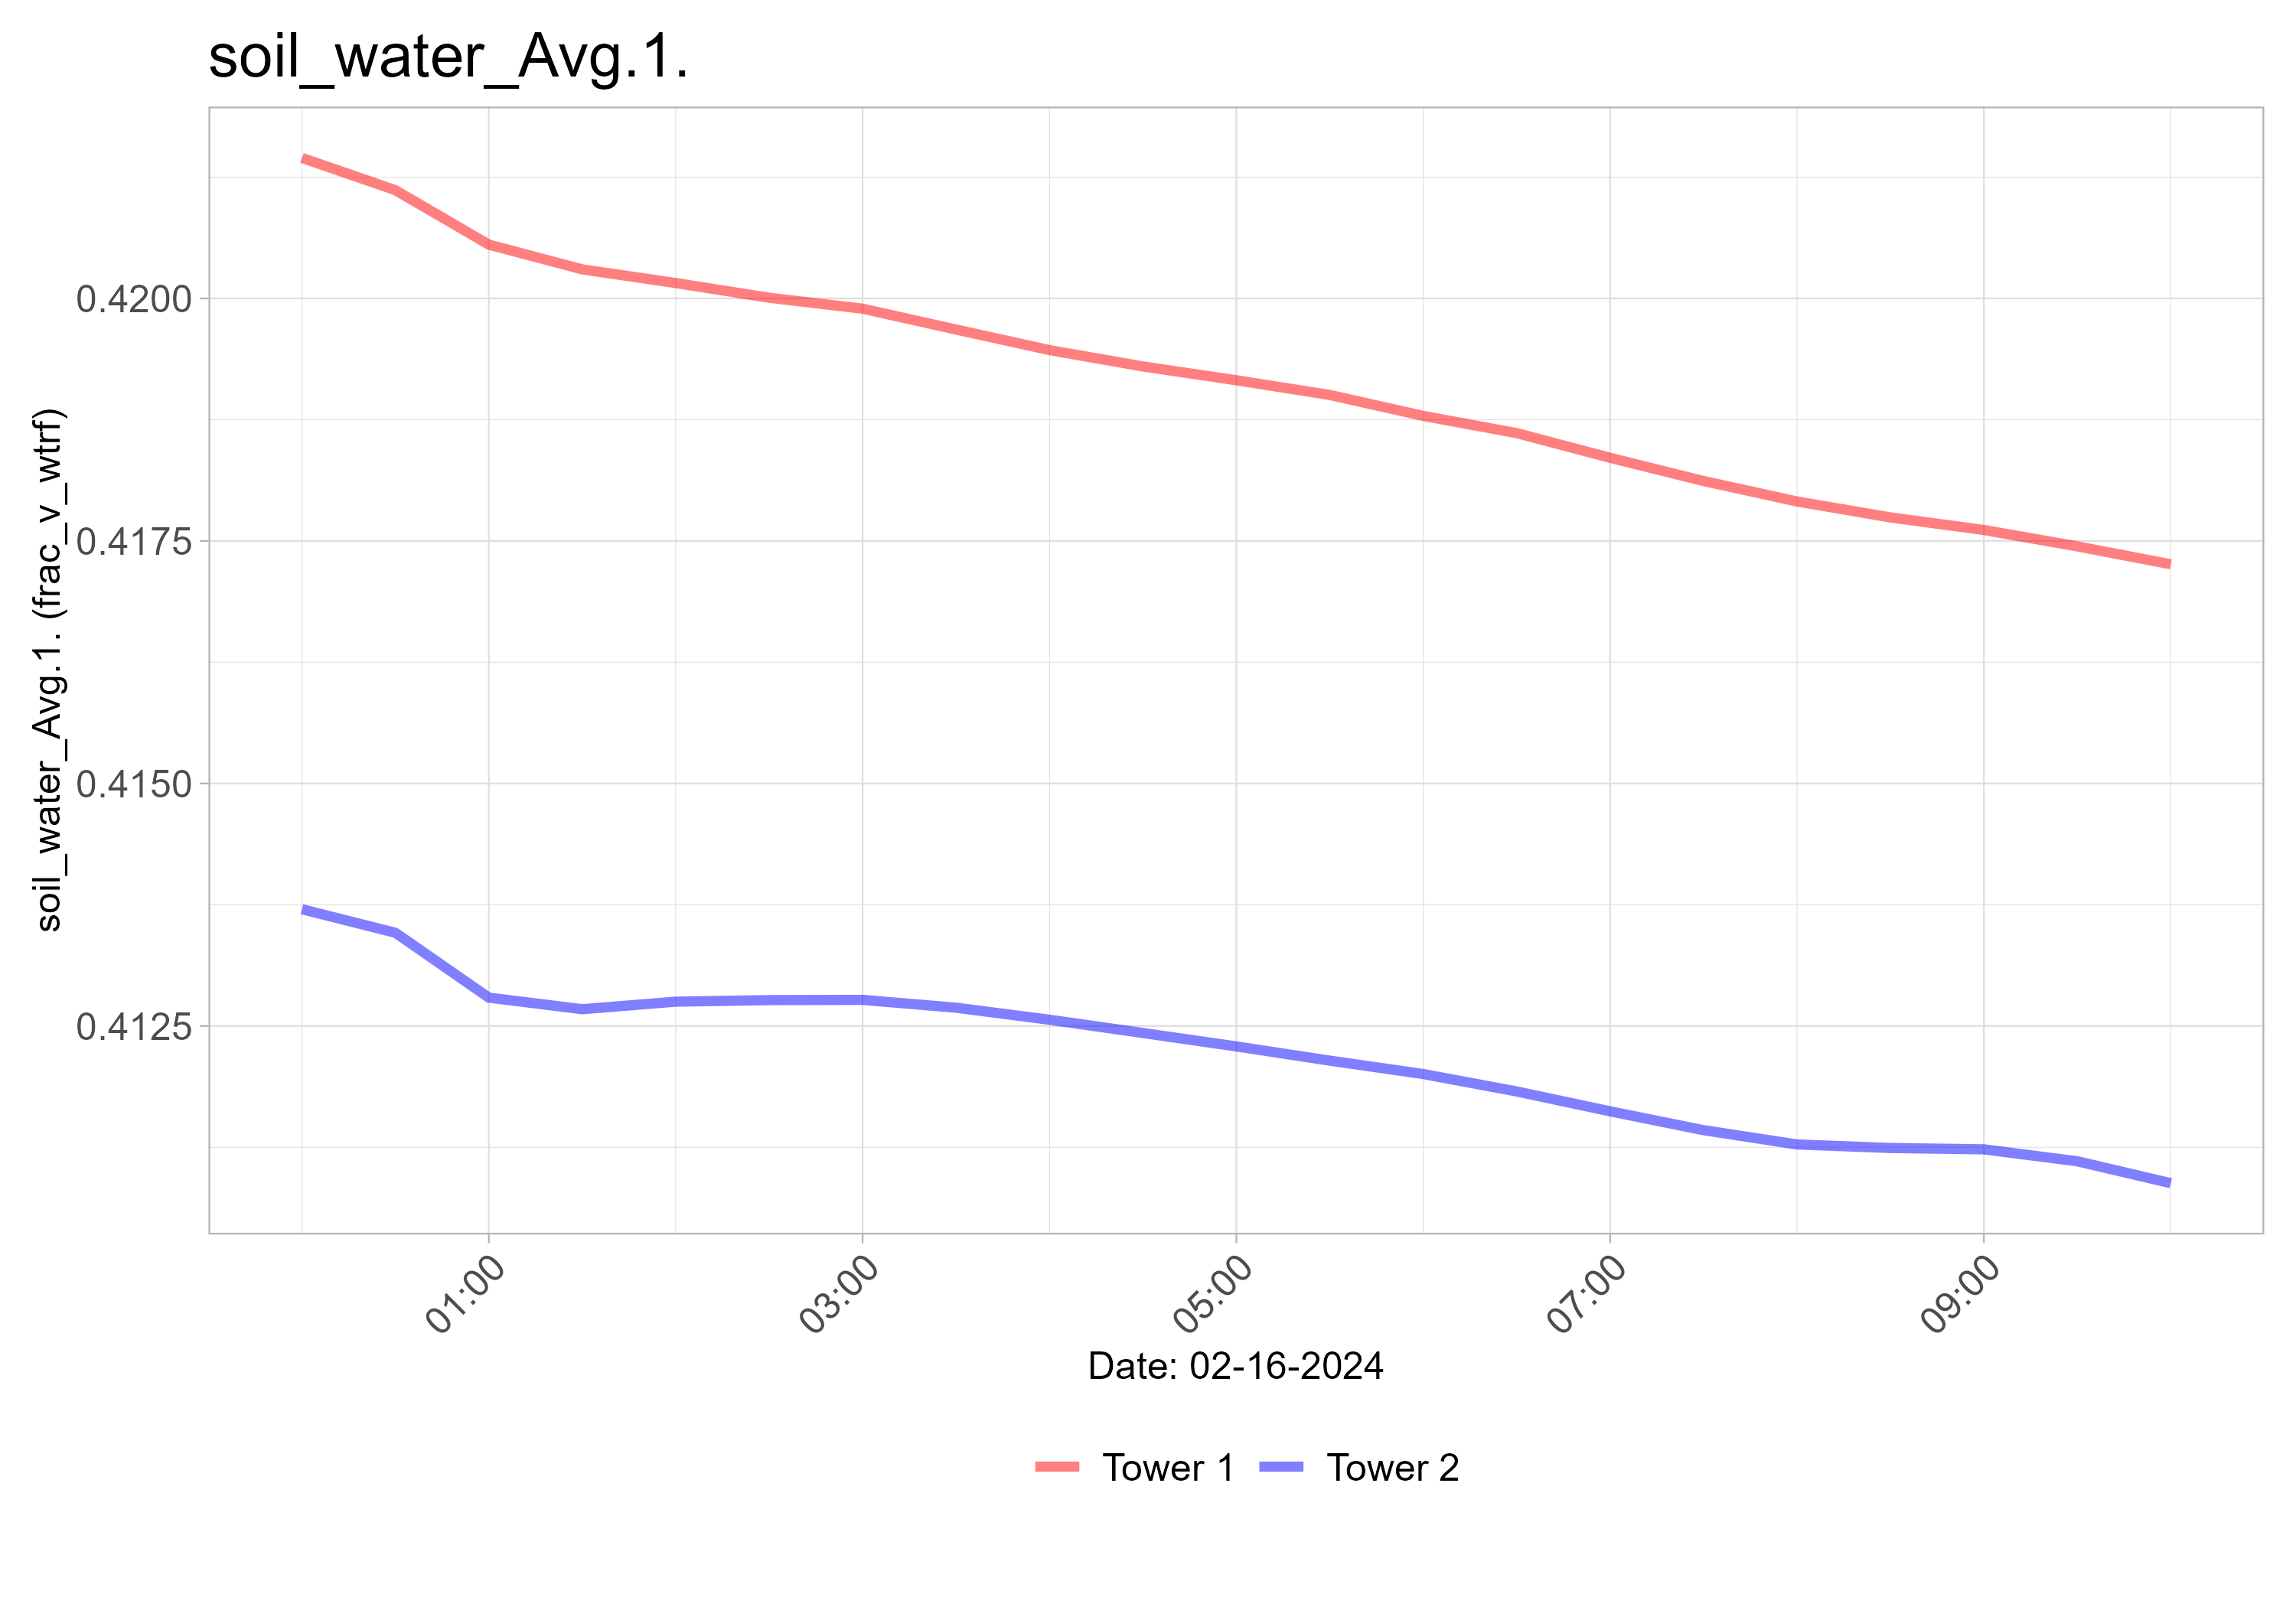 soil_water_Avg.1.
soil_water_Avg.1. (frac_v_wtrf)
0.4200
0.4175
0.4150
0.4125
01:00
03:00
05:00
07:00
09:00
Date: 02-16-2024
Tower 1
Tower 2